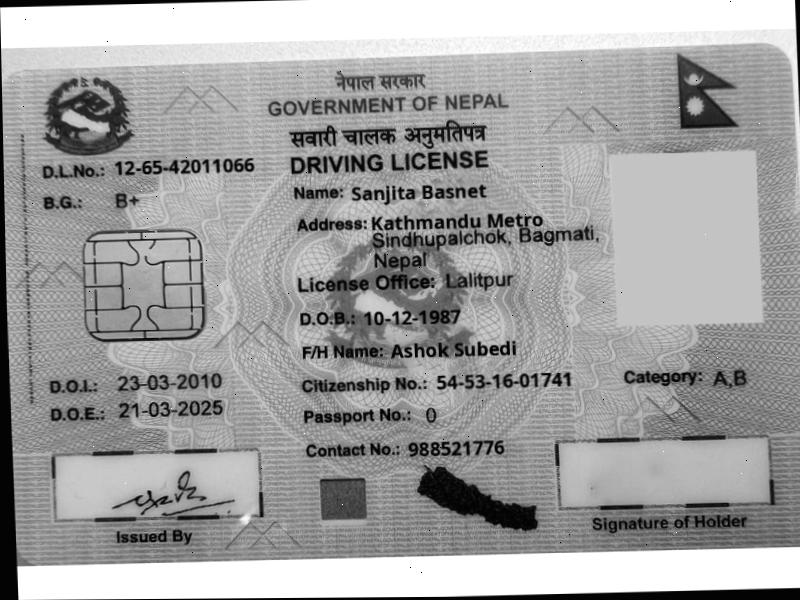 नेपाल सरकार
GOVERNMENT OF NEPAL
सवारी चालक अनुमतिपत्र
DRIVING LICENSE
D.L.No.: 12-65-42011066
B.G.: B+
Name: Sanjita Basnet
Address: Kathmandu Metro
Sindhupalchok, Bagmati,
Nepal
License Office: Lalitpur
D.O.B.: 10-12-1987
F/H Name: Ashok Subedi
D.O.I.: 23-03-2010
Citizenship No.: 54-53-16-01741
Category: A,B
D.O.E.: 21-03-2025
Passport No.: 0
Contact No.: 988521776
Issued By
Signature of Holder